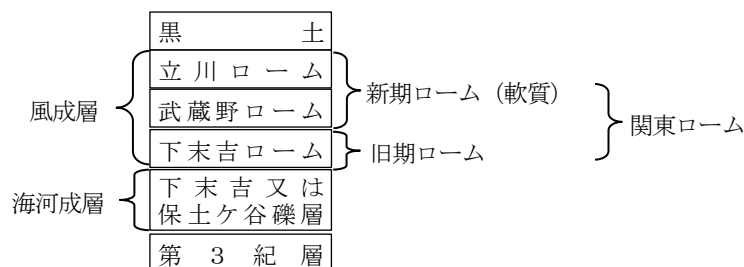 黒土
立川ローム
武蔵野ローム
下末吉ローム
下末吉又は
保土ケ谷礫層
第3紀層
風成層
海河成層
新期ローム（軟質）
旧期ローム
関東ローム